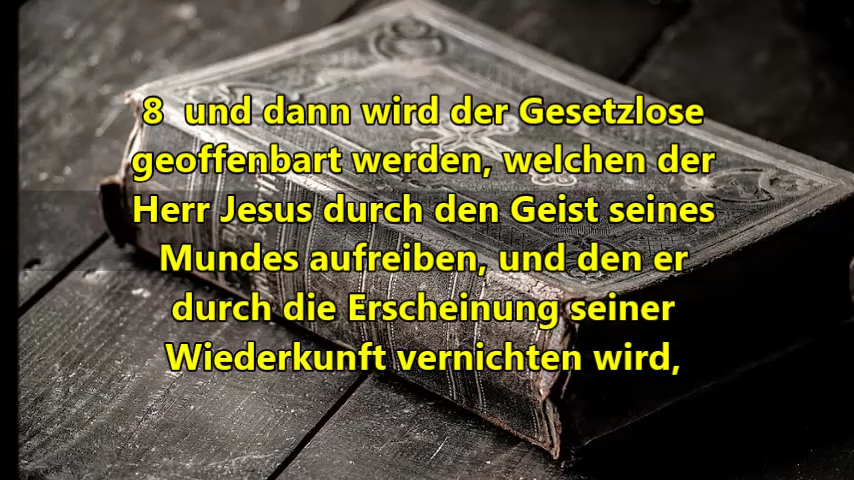 8  und dann wird der Gesetzlose
geoffenbart werden, welchen der
Herr Jesus durch den Geist seines
Mundes aufreiben, und den er
durch die Erscheinung seiner
Wiederkunft vernichten wird,